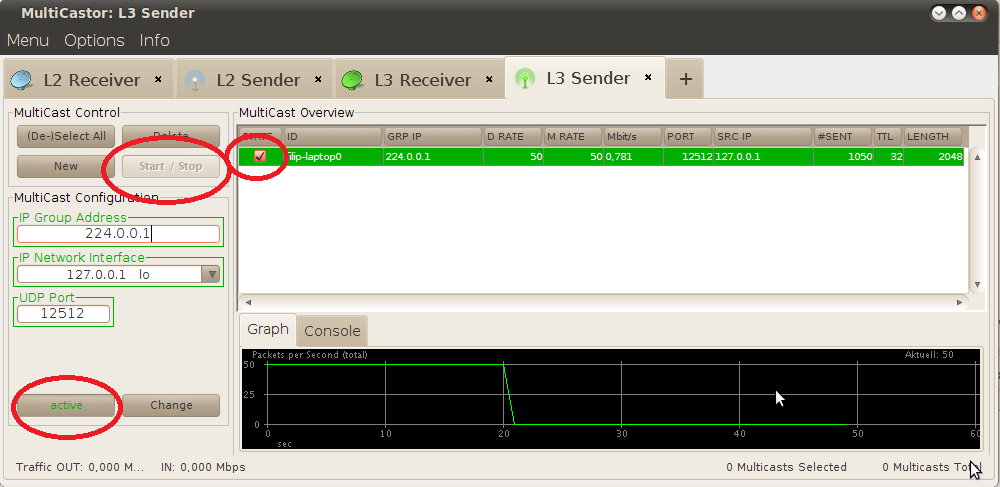 MultiCastor: L3 Sender
Menu Options Info
L2 Receiver L2 Sender L3 Receiver L3 Sender +
MultiCast Control
(De-)Select All Delete
New Start / Stop
MultiCast Configuration
IP Group Address
224.0.0.1
IP Network Interface
127.0.0.1 lo
UDP Port
12512
active Change
MultiCast Overview
STATE ID GRP IP D RATE M RATE Mbit/s PORT SRC IP #SENT TTL LENGTH
filip-laptop0 224.0.0.1 50 50 0,781 12512 127.0.0.1 1050 32 2048
Graph Console
Packets per Second (total) Aktuell: 50
50
25
0
0 10 20 30 40 50 60
sec
Traffic OUT: 0,000 M... IN: 0,000 Mbps 0 Multicasts Selected 0 Multicasts Total